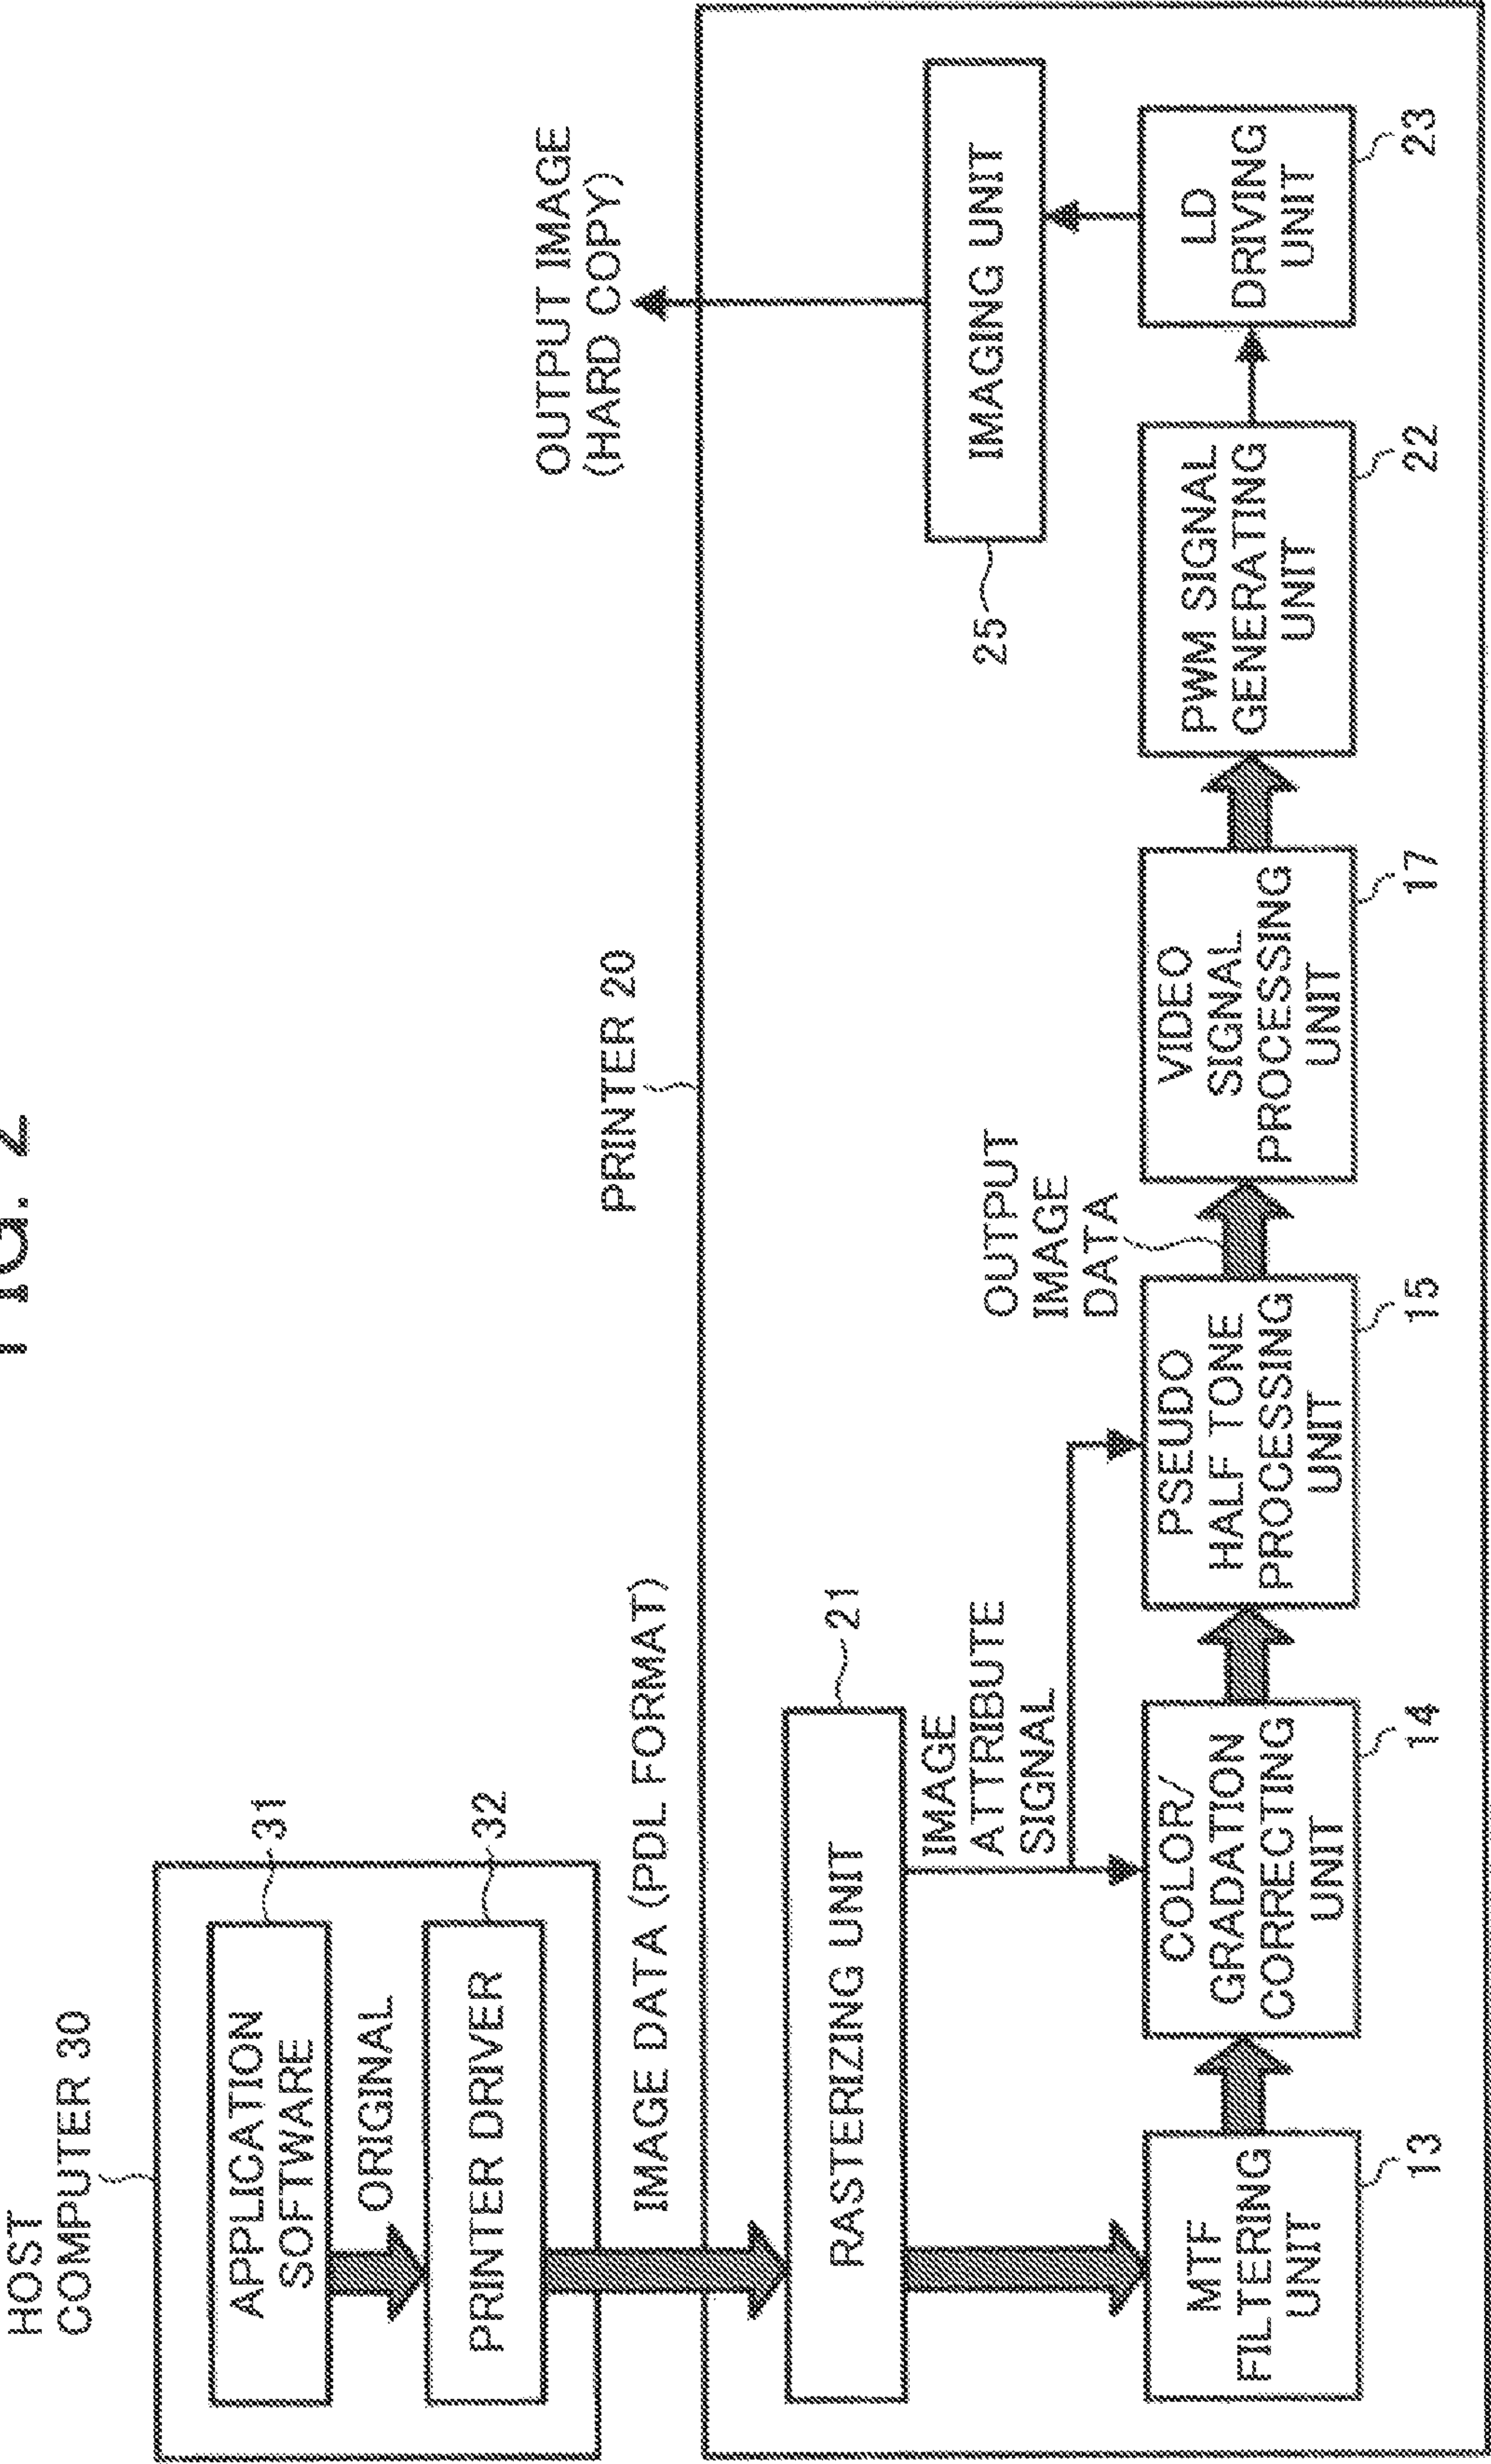 FIG. 2
HOST
COMPUTER 30
APPLICATION
SOFTWARE
31
ORIGINAL
PRINTER DRIVER
32
IMAGE DATA (PDL FORMAT)
PRINTER 20
OUTPUT IMAGE
(HARD COPY)
RASTERIZING UNIT
21
IMAGE
ATTRIBUTE
SIGNAL
OUTPUT
IMAGE
DATA
25
IMAGING UNIT
MTF
FILTERING
UNIT
13
COLOR/
GRADATION
CORRECTING
UNIT
14
PSEUDO
HALF TONE
PROCESSING
UNIT
15
VIDEO
SIGNAL
PROCESSING
UNIT
17
PWM SIGNAL
GENERATING
UNIT
22
LD
DRIVING
UNIT
23